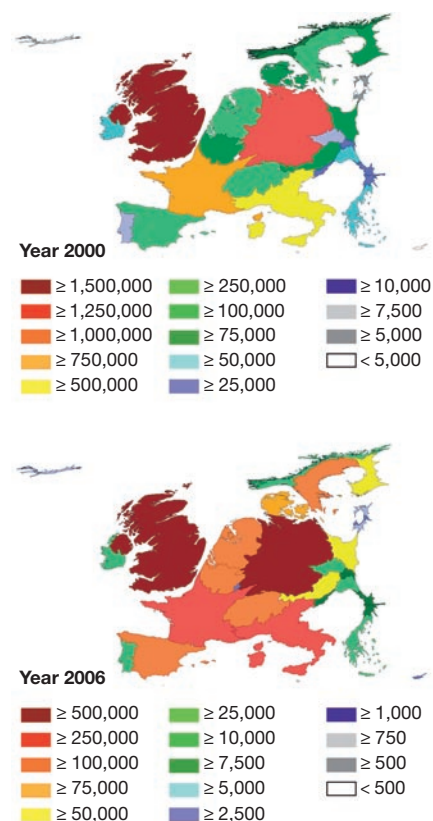 Year 2000
≥ 1,500,000 ≥ 250,000 ≥ 10,000
≥ 1,250,000 ≥ 100,000 ≥ 7,500
≥ 1,000,000 ≥ 75,000 ≥ 5,000
≥ 750,000 ≥ 50,000 < 5,000
≥ 500,000 ≥ 25,000
Year 2006
≥ 500,000 ≥ 25,000 ≥ 1,000
≥ 250,000 ≥ 10,000 ≥ 750
≥ 100,000 ≥ 7,500 ≥ 500
≥ 75,000 ≥ 5,000 < 500
≥ 50,000 ≥ 2,500